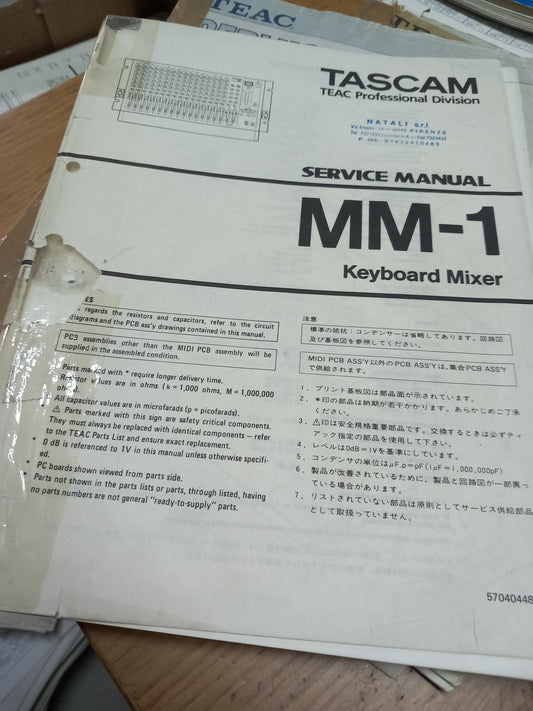 TEAC
TASCAM
TEAC Professional Division
NATALI s.r.l.
FIRENZE
SERVICE MANUAL
MM-1
Keyboard Mixer
ES
regards the resistors and capacitors, refer to the circuit
diagrams and the PCB ass'y drawings contained in this manual.
PCB assemblies other than the MIDI PCB assembly will be
supplied in the assembled condition.
Parts marked with * require longer delivery time.
Resistor values are in ohms (k = 1,000 ohms, M = 1,000,000
ohms).
All capacitor values are in microfarads (p = picofarads).
⚠ Parts marked with this sign are safety critical components.
They must always be replaced with identical components – refer
to the TEAC Parts List and ensure exact replacement.
• 0 dB is referenced to 1V in this manual unless otherwise specifi-
ed.
• PC boards shown viewed from parts side.
• Parts not shown in the parts lists or parts, through listed, having
no parts numbers are not general "ready-to-supply" parts.
注意
標準の抵抗：コンデンサーは省略してあります。回路図
及び基板図を参照してください。
MIDI PCB ASS'Y以外のPCB ASS'Yは、集合PCB ASS'Y
で供給されます。
1．プリント基板図は部品面が示されています。
2．＊印の部品は納期が若干かかります。あらかじめご了承
ください。
3．⚠印は安全規格重要部品です。交換するときは必ずティ
アック指定の部品を使用して下さい。
4．レベルは0dB＝1Vを基準にしています。
5．コンデンサの単位はμF p＝pF(1μF＝1,000,000pF)
6．製品が改善されているために、製品と回路図が一部異っ
ている場合があります。
7．リストされていない部品は原則としてサービス供給部品
として取扱っていません。
57040448